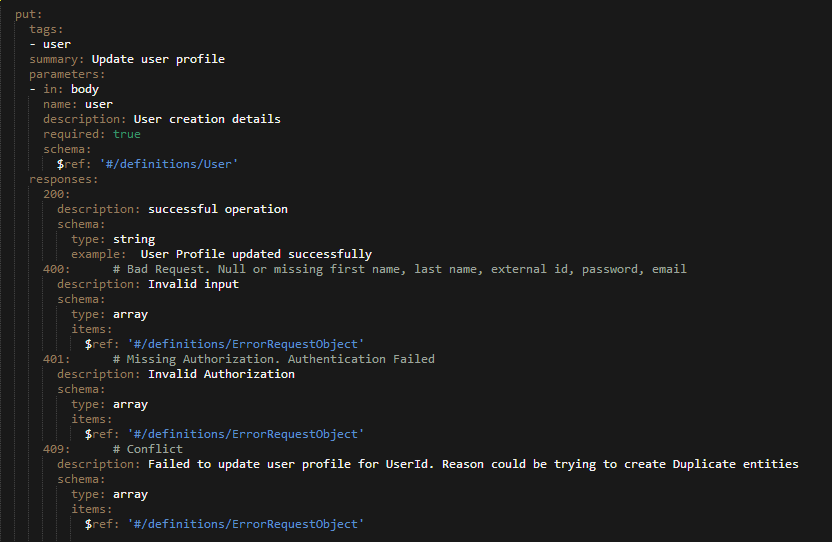 put:
tags:
- user
summary: Update user profile
parameters:
- in: body
name: user
description: User creation details
required: true
schema:
$ref: '#/definitions/User'
responses:
200:
description: successful operation
schema:
type: string
example:  User Profile updated successfully
400:      # Bad Request. Null or missing first name, last name, external id, password, email
description: Invalid input
schema:
type: array
items:
$ref: '#/definitions/ErrorRequestObject'
401:      # Missing Authorization. Authentication Failed
description: Invalid Authorization
schema:
type: array
items:
$ref: '#/definitions/ErrorRequestObject'
409:      # Conflict
description: Failed to update user profile for UserId. Reason could be trying to create Duplicate entities
schema:
type: array
items:
$ref: '#/definitions/ErrorRequestObject'